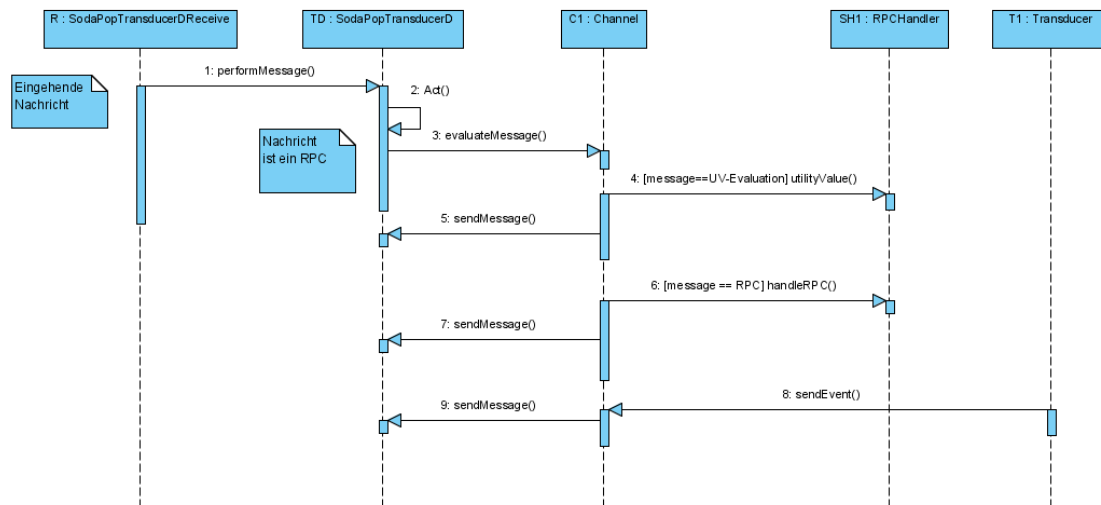 R : SodaPopTransducerDReceive
TD : SodaPopTransducerD
C1 : Channel
SH1 : RPCHandler
T1 : Transducer
Eingehende
Nachricht
1: performMessage()
2: Act()
Nachricht
ist ein RPC
3: evaluateMessage()
4: [message==UV-Evaluation] utilityValue()
5: sendMessage()
6: [message == RPC] handleRPC()
7: sendMessage()
8: sendEvent()
9: sendMessage()